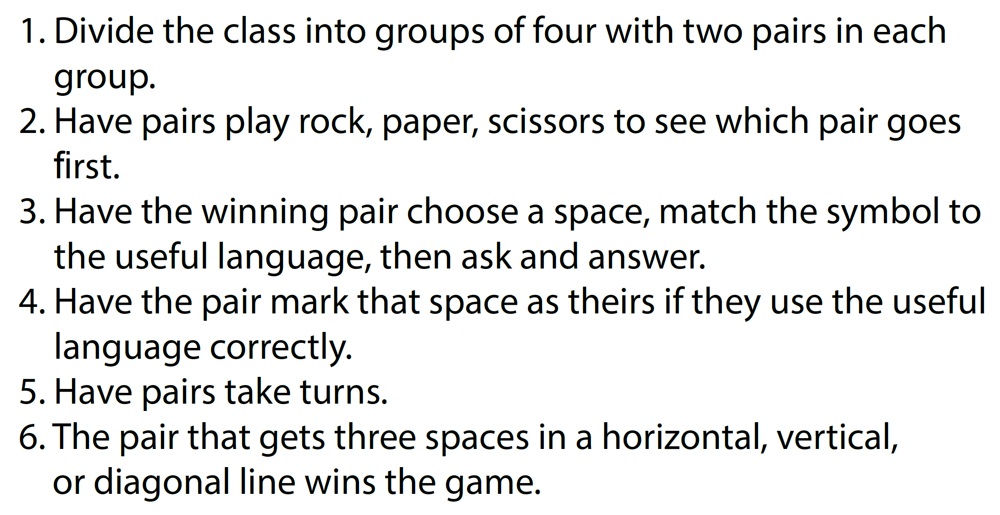 1. Divide the class into groups of four with two pairs in each
group.
2. Have pairs play rock, paper, scissors to see which pair goes
first.
3. Have the winning pair choose a space, match the symbol to
the useful language, then ask and answer.
4. Have the pair mark that space as theirs if they use the useful
language correctly.
5. Have pairs take turns.
6. The pair that gets three spaces in a horizontal, vertical,
or diagonal line wins the game.